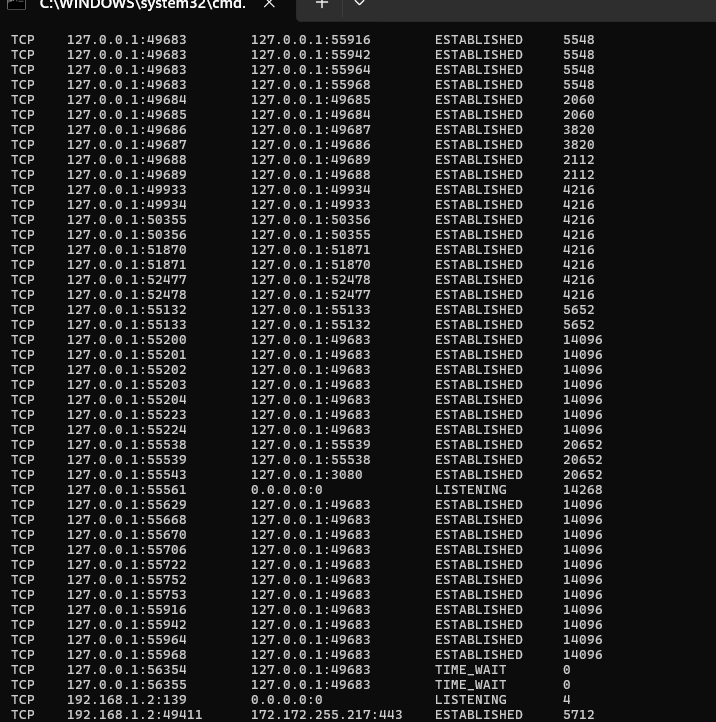 C:\WINDOWS\system32\cmd.
TCP 127.0.0.1:49683 127.0.0.1:55916 ESTABLISHED 5548
TCP 127.0.0.1:49683 127.0.0.1:55942 ESTABLISHED 5548
TCP 127.0.0.1:49683 127.0.0.1:55964 ESTABLISHED 5548
TCP 127.0.0.1:49683 127.0.0.1:55968 ESTABLISHED 5548
TCP 127.0.0.1:49684 127.0.0.1:49685 ESTABLISHED 2060
TCP 127.0.0.1:49685 127.0.0.1:49684 ESTABLISHED 2060
TCP 127.0.0.1:49686 127.0.0.1:49687 ESTABLISHED 3820
TCP 127.0.0.1:49687 127.0.0.1:49686 ESTABLISHED 3820
TCP 127.0.0.1:49688 127.0.0.1:49689 ESTABLISHED 2112
TCP 127.0.0.1:49689 127.0.0.1:49688 ESTABLISHED 2112
TCP 127.0.0.1:49933 127.0.0.1:49934 ESTABLISHED 4216
TCP 127.0.0.1:49934 127.0.0.1:49933 ESTABLISHED 4216
TCP 127.0.0.1:50355 127.0.0.1:50356 ESTABLISHED 4216
TCP 127.0.0.1:50356 127.0.0.1:50355 ESTABLISHED 4216
TCP 127.0.0.1:51870 127.0.0.1:51871 ESTABLISHED 4216
TCP 127.0.0.1:51871 127.0.0.1:51870 ESTABLISHED 4216
TCP 127.0.0.1:52477 127.0.0.1:52478 ESTABLISHED 4216
TCP 127.0.0.1:52478 127.0.0.1:52477 ESTABLISHED 4216
TCP 127.0.0.1:55132 127.0.0.1:55133 ESTABLISHED 5652
TCP 127.0.0.1:55133 127.0.0.1:55132 ESTABLISHED 5652
TCP 127.0.0.1:55200 127.0.0.1:49683 ESTABLISHED 14096
TCP 127.0.0.1:55201 127.0.0.1:49683 ESTABLISHED 14096
TCP 127.0.0.1:55202 127.0.0.1:49683 ESTABLISHED 14096
TCP 127.0.0.1:55203 127.0.0.1:49683 ESTABLISHED 14096
TCP 127.0.0.1:55204 127.0.0.1:49683 ESTABLISHED 14096
TCP 127.0.0.1:55223 127.0.0.1:49683 ESTABLISHED 14096
TCP 127.0.0.1:55224 127.0.0.1:49683 ESTABLISHED 14096
TCP 127.0.0.1:55538 127.0.0.1:55539 ESTABLISHED 20652
TCP 127.0.0.1:55539 127.0.0.1:55538 ESTABLISHED 20652
TCP 127.0.0.1:55543 127.0.0.1:3080 ESTABLISHED 20652
TCP 127.0.0.1:55561 0.0.0.0:0 LISTENING 14268
TCP 127.0.0.1:55629 127.0.0.1:49683 ESTABLISHED 14096
TCP 127.0.0.1:55668 127.0.0.1:49683 ESTABLISHED 14096
TCP 127.0.0.1:55670 127.0.0.1:49683 ESTABLISHED 14096
TCP 127.0.0.1:55706 127.0.0.1:49683 ESTABLISHED 14096
TCP 127.0.0.1:55722 127.0.0.1:49683 ESTABLISHED 14096
TCP 127.0.0.1:55752 127.0.0.1:49683 ESTABLISHED 14096
TCP 127.0.0.1:55753 127.0.0.1:49683 ESTABLISHED 14096
TCP 127.0.0.1:55916 127.0.0.1:49683 ESTABLISHED 14096
TCP 127.0.0.1:55942 127.0.0.1:49683 ESTABLISHED 14096
TCP 127.0.0.1:55964 127.0.0.1:49683 ESTABLISHED 14096
TCP 127.0.0.1:55968 127.0.0.1:49683 ESTABLISHED 14096
TCP 127.0.0.1:56354 127.0.0.1:49683 TIME_WAIT 0
TCP 127.0.0.1:56355 127.0.0.1:49683 TIME_WAIT 0
TCP 192.168.1.2:139 0.0.0.0:0 LISTENING 4
TCP 192.168.1.2:49411 172.172.255.217:443 ESTABLISHED 5712